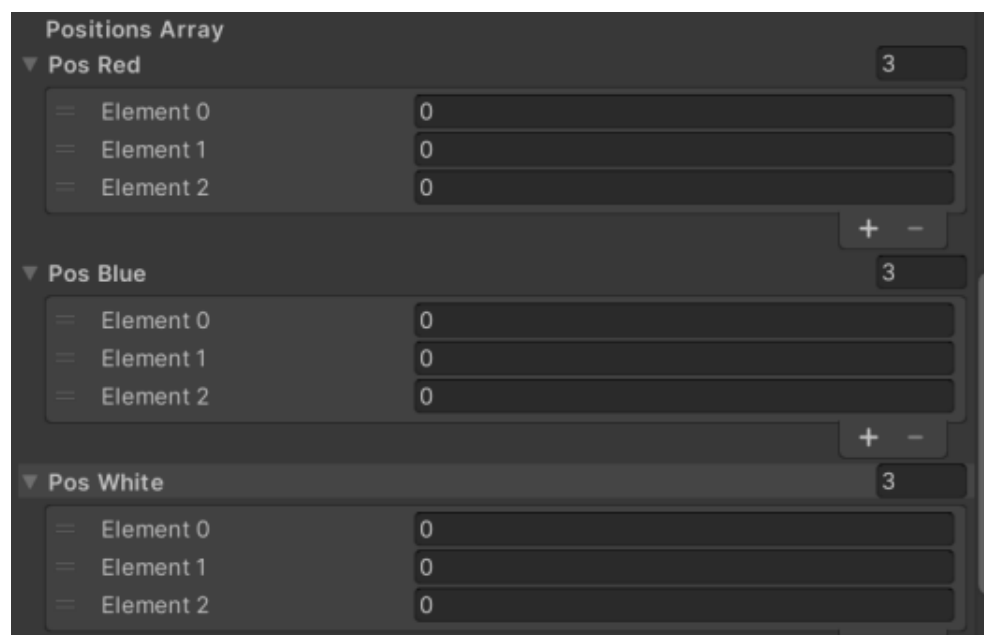 Positions Array
Pos Red 3
Element 0 0
Element 1 0
Element 2 0
+ -
Pos Blue 3
Element 0 0
Element 1 0
Element 2 0
+ -
Pos White 3
Element 0 0
Element 1 0
Element 2 0